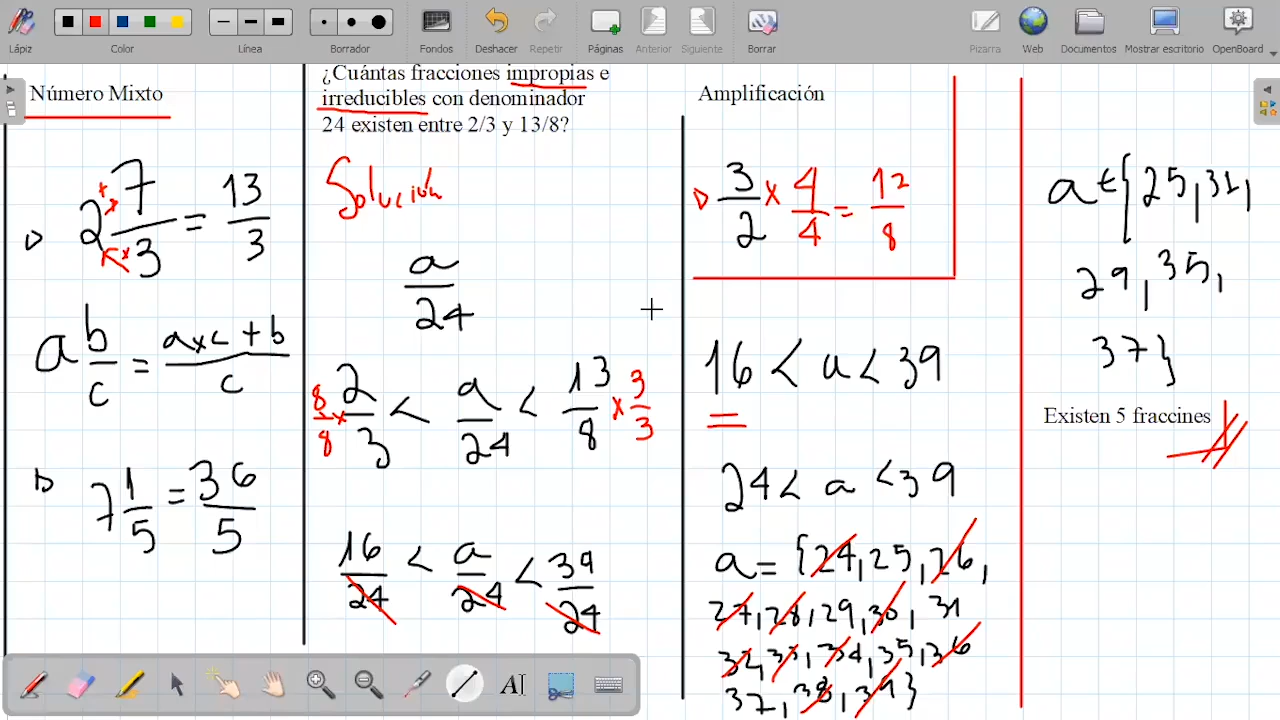 Lápiz
Color
Línea
Borrador
Fondos
Deshacer
Repetir
Páginas
Anterior
Siguiente
Borrar
Pizarra
Web
Documentos
Mostrar escritorio
OpenBoard
Número Mixto
2 7/3 = 13/3
a b/c = a×c+b/c
7 1/5 = 36/5
¿Cuántas fracciones impropias e
irreducibles con denominador
24 existen entre 2/3 y 13/8?
Solución
a/24
8/8 × 2/3 < a/24 < 13/8 × 3/3
16/24 < a/24 < 39/24
Amplificación
3/2 × 4/4 = 12/8
16 < a < 39
24 < a < 39
a = {24, 25, 26,
27, 28, 29, 30, 31
32, 33, 34, 35, 36
37, 38, 39}
a ∈ {25, 31,
29, 35,
37}
Existen 5 fraccines